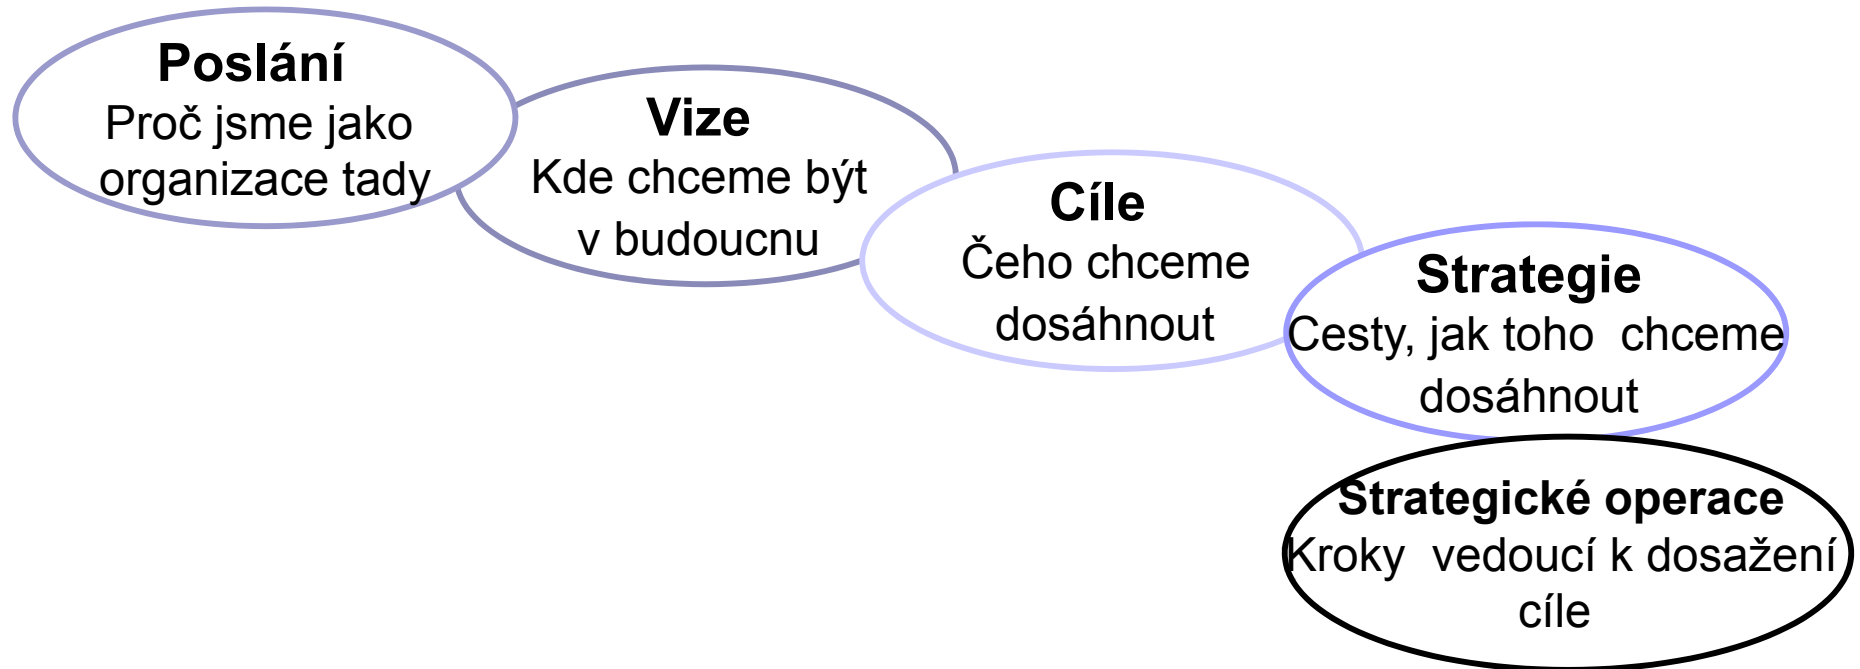 Poslání
Proč jsme jako
organizace tady
Vize
Kde chceme být
v budoucnu
Cíle
Čeho chceme
dosáhnout
Strategie
Cesty, jak toho  chceme
dosáhnout
Strategické operace
Kroky  vedoucí k dosažení
cíle